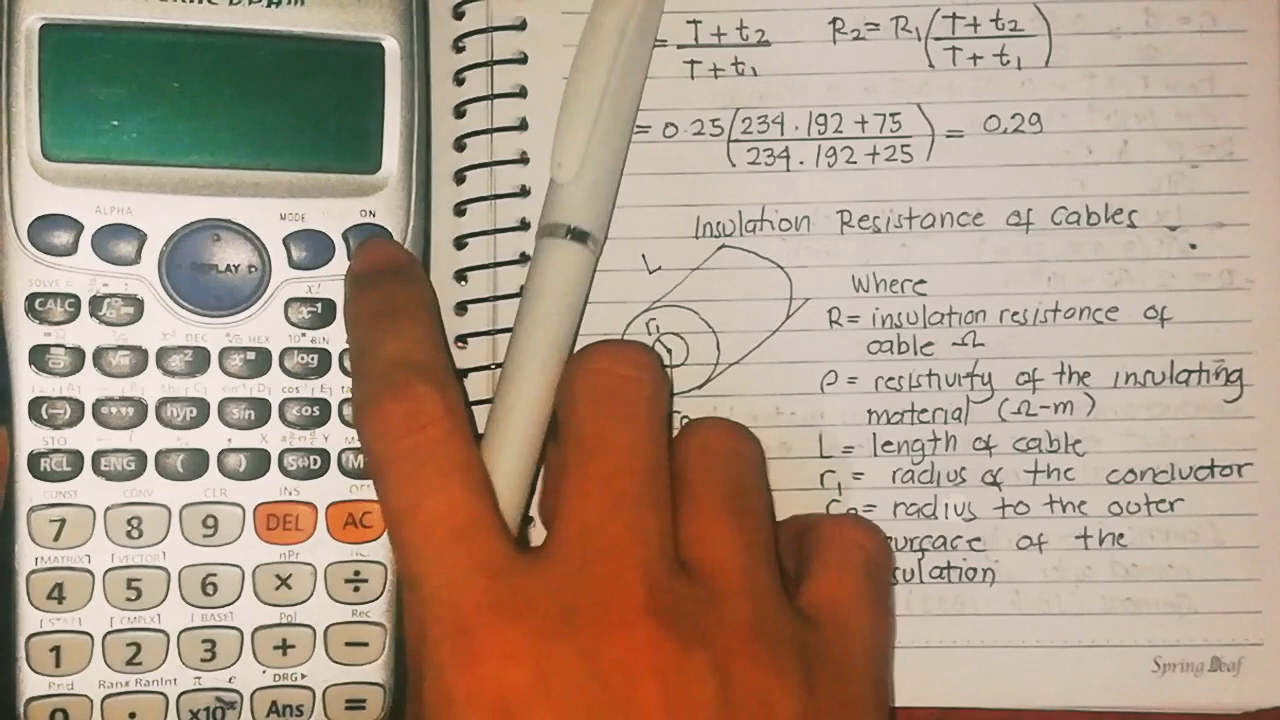 ALPHA
MODE
ON
REPLAY
SOLVE =
CALC
x!
x⁻¹
DEC
HEX
BIN
x²
log
hyp
sin
cos
STO
RCL
ENG
(
)
S⇔D
CONST
CONV
CLR
INS
7
8
9
DEL
AC
[MATRIX]
[VECTOR]
nPr
4
5
6
×
÷
[STAT]
[CMPLX]
[BASE]
Pol
Rec
1
2
3
+
−
Rnd
Ran# RanInt
π e
DRG▶
0
.
×10ˣ
Ans
=
= T+t₂ / T+t₁
R₂= R₁(T+t₂ / T+t₁)
= 0.25(234.192+75 / 234.192+25) = 0.29
Insulation Resistance of Cables
L
r₁
Where
R= insulation resistance of
cable Ω
ρ = resistivity of the insulating
material (Ω-m)
L = length of cable
r₁ = radius of the conductor
= radius to the outer
of the
Spring Leaf